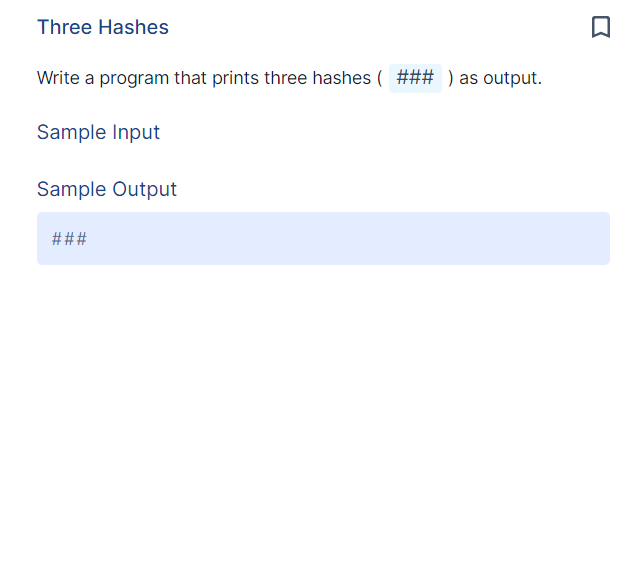 Three Hashes
Write a program that prints three hashes ( ### ) as output.
Sample Input
Sample Output
###